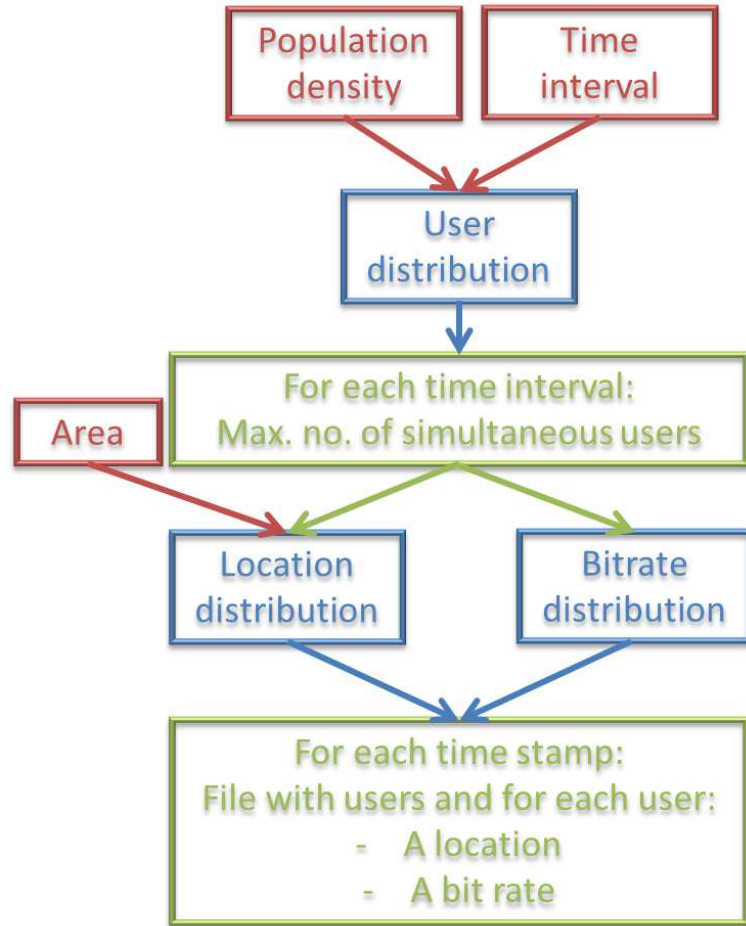 Population
density
Time
interval
User
distribution
For each time interval:
Max. no. of simultaneous users
Area
Location
distribution
Bitrate
distribution
For each time stamp:
File with users and for each user:
- A location
- A bit rate